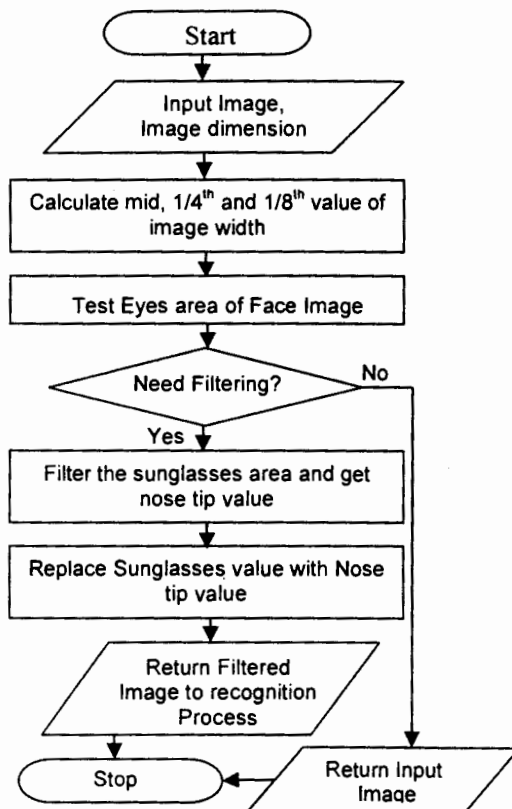 Start
Input Image,
Image dimension
Calculate mid, 1/4th and 1/8th value of
image width
Test Eyes area of Face Image
Need Filtering?
No
Yes
Filter the sunglasses area and get
nose tip value
Replace Sunglasses value with Nose
tip value
Return Filtered
Image to recognition
Process
Stop
Return Input
Image